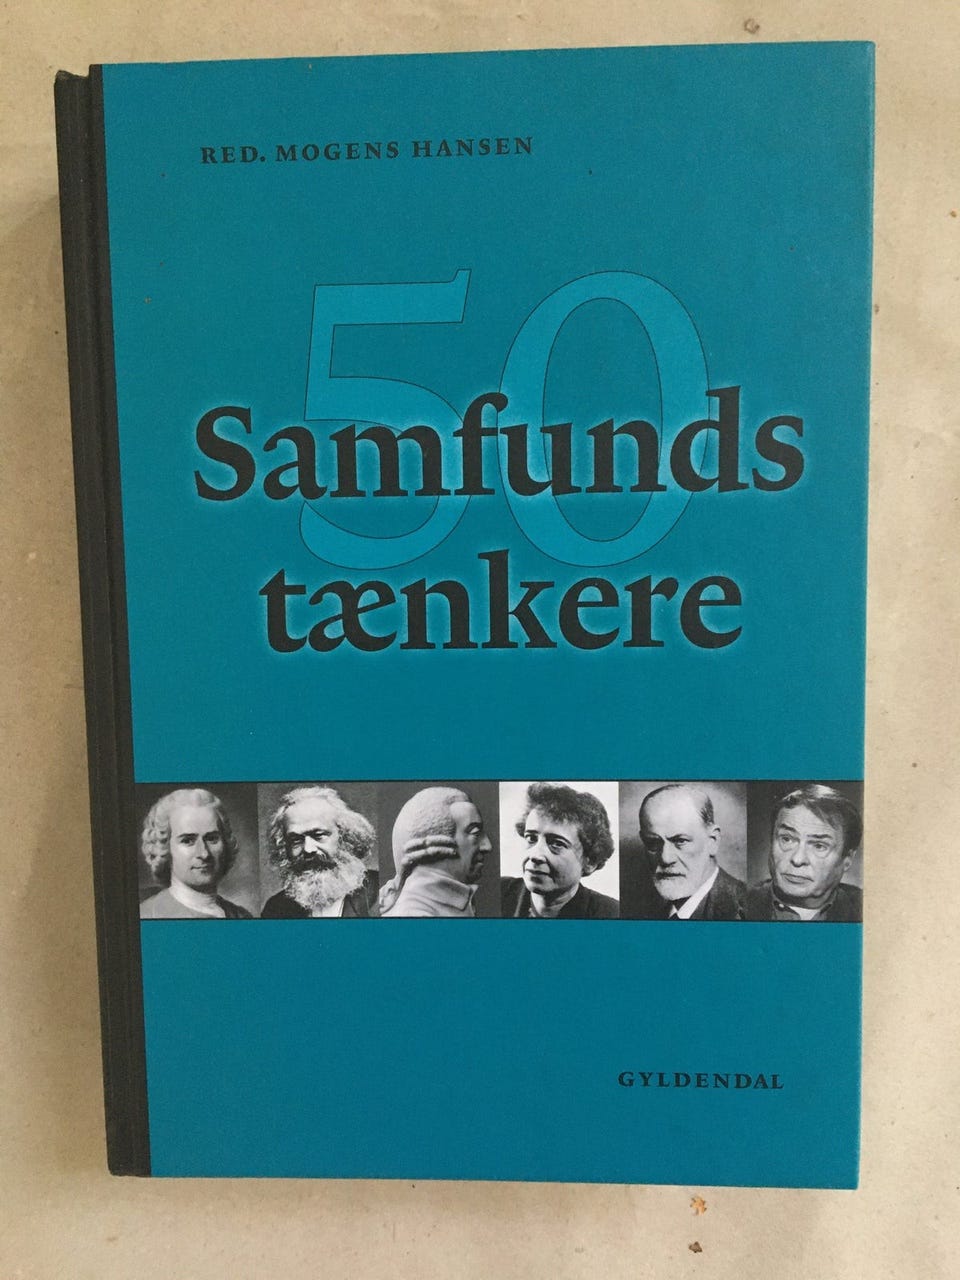 RED. MOGENS HANSEN
50
Samfunds
tænkere
GYLDENDAL